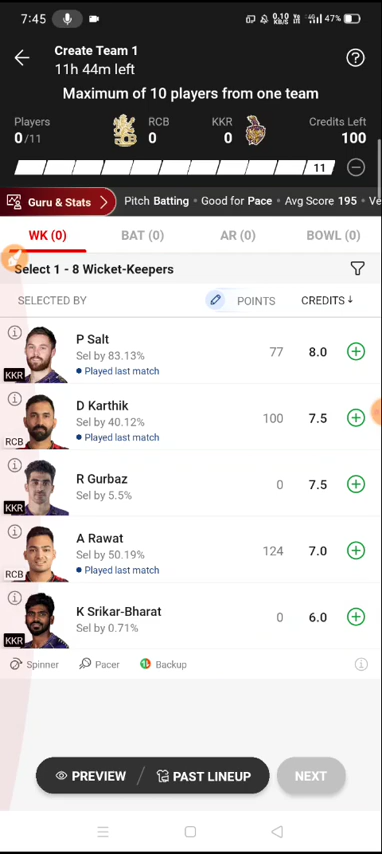 7:45
0.10 KB/S
47%
Create Team 1
11h 44m left
Maximum of 10 players from one team
Players
RCB
KKR
Credits Left
0/11
0
0
100
11
Guru & Stats
Pitch Batting • Good for Pace • Avg Score 195 • Ve
WK (0)
BAT (0)
AR (0)
BOWL (0)
Select 1 - 8 Wicket-Keepers
SELECTED BY
POINTS
CREDITS↓
P Salt
Sel by 83.13%
Played last match
KKR
77
8.0
D Karthik
Sel by 40.12%
Played last match
RCB
100
7.5
R Gurbaz
Sel by 5.5%
KKR
0
7.5
A Rawat
Sel by 50.19%
Played last match
RCB
124
7.0
K Srikar-Bharat
Sel by 0.71%
KKR
0
6.0
Spinner
Pacer
Backup
PREVIEW / PAST LINEUP
NEXT